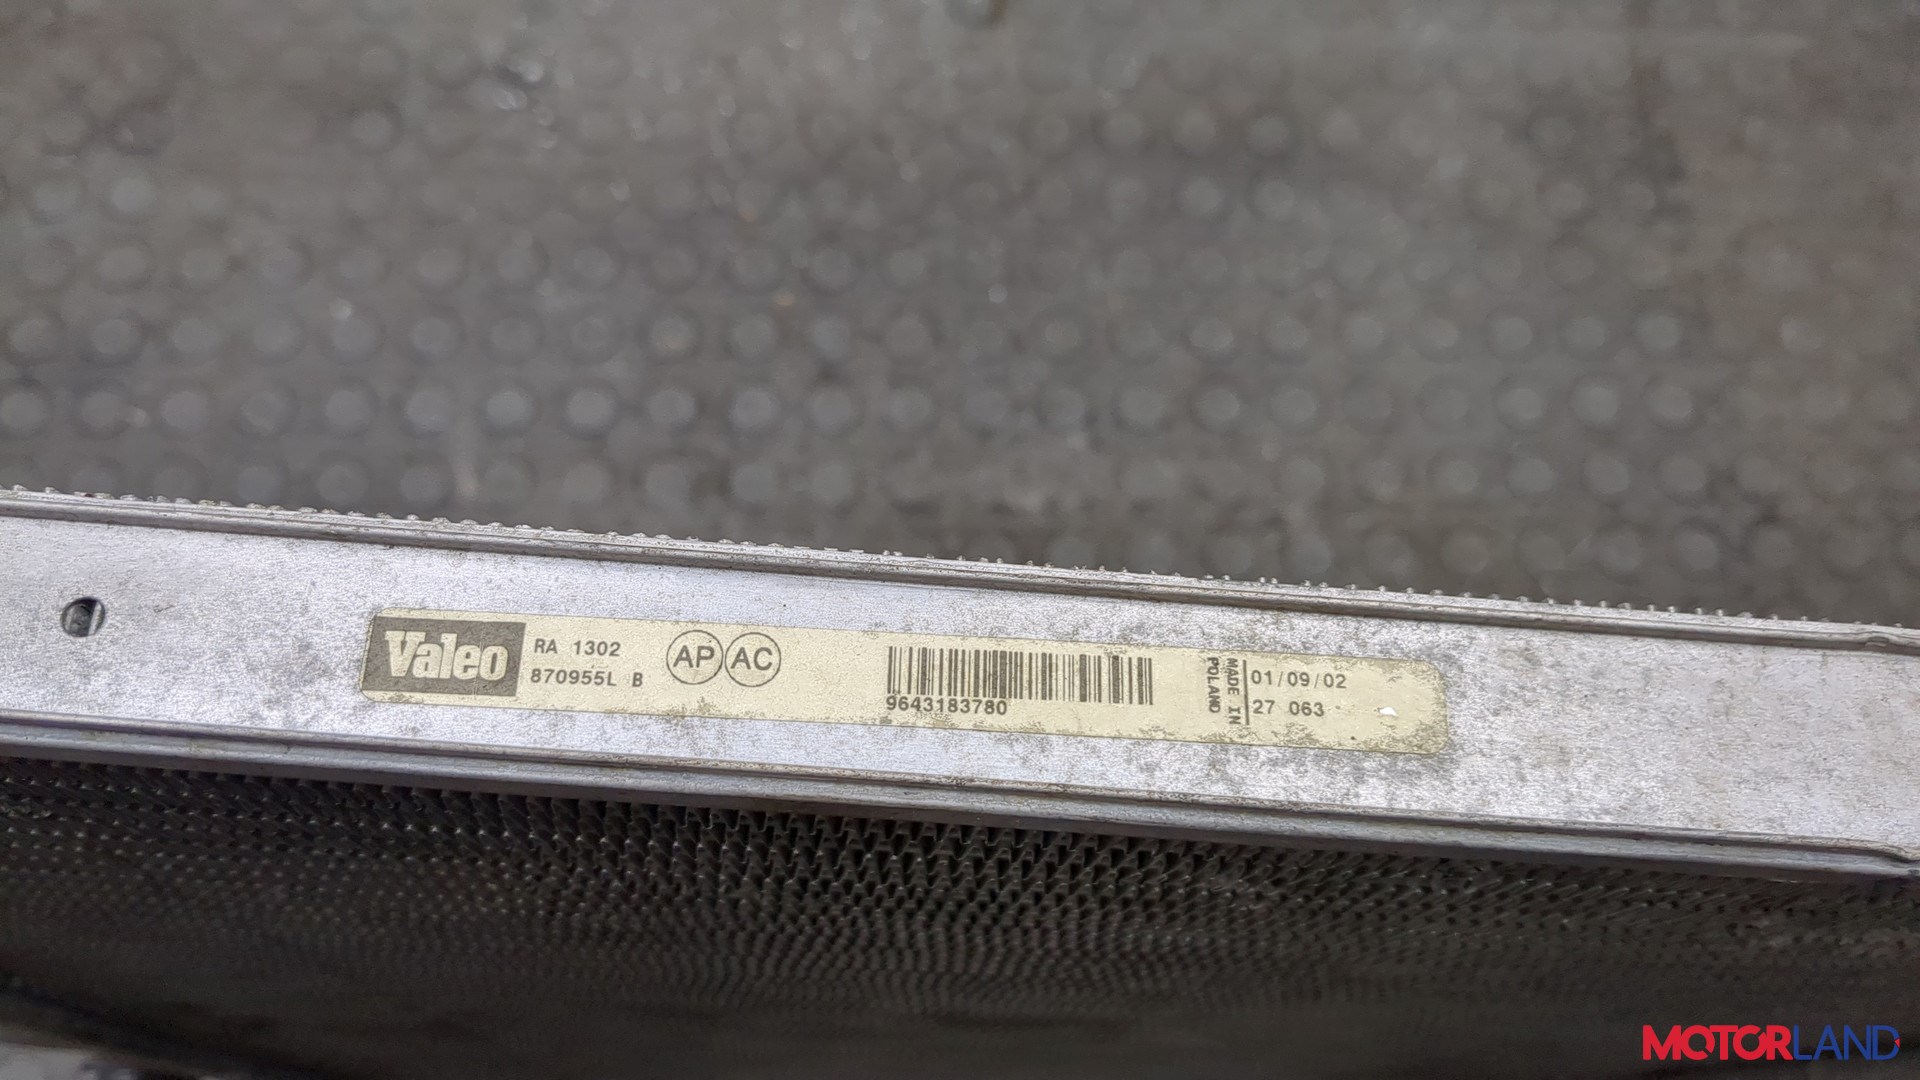 Valeo
RA 1302
870955L B
AP AC
9643183780
MADE IN
POLAND
01/09/02
27 063
MOTORLAND